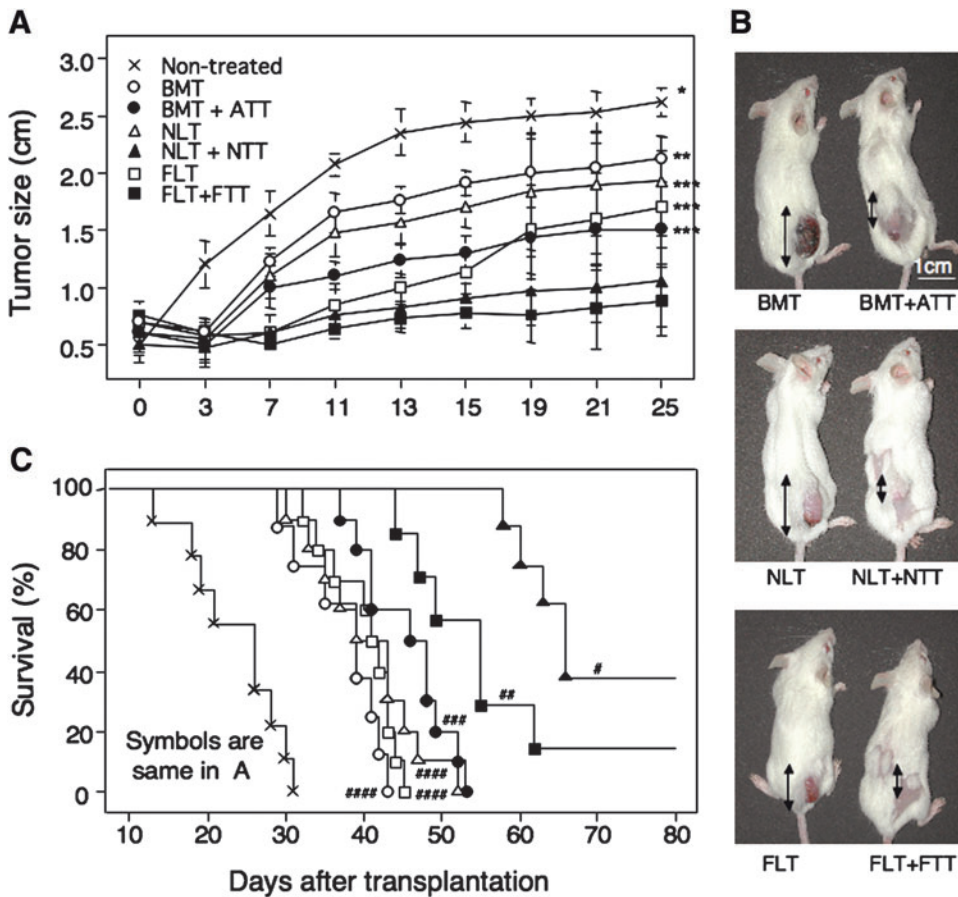 A
Tumor size (cm)
3.0
2.5
2.0
1.5
1.0
0.5
Non-treated
BMT
BMT + ATT
NLT
NLT + NTT
FLT
FLT+FTT
*
**
***
***
***
0 3 7 11 13 15 19 21 25
B
1cm
BMT BMT+ATT
NLT NLT+NTT
FLT FLT+FTT
C
Survival (%)
100
80
60
40
20
0
Symbols are
same in A
#
##
###
####
#### ####
10 20 30 40 50 60 70 80
Days after transplantation